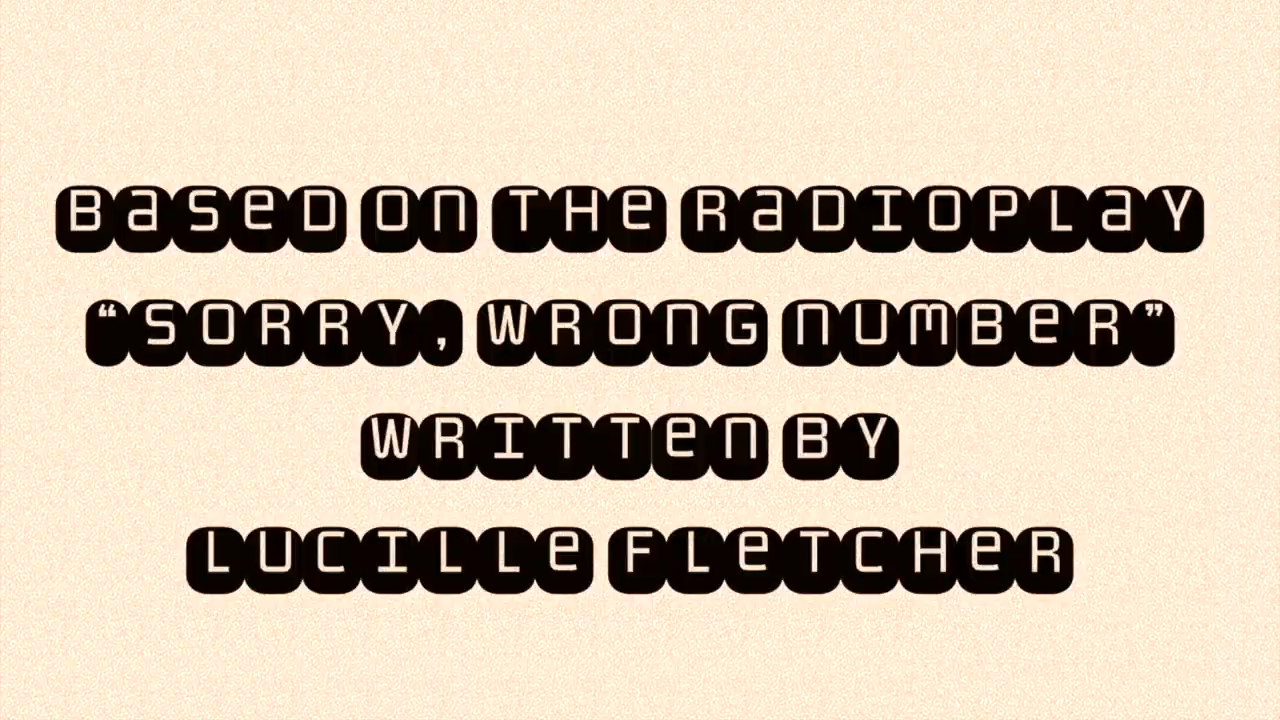 Based on the Radioplay
“Sorry, Wrong Number”
Written By
Lucille Fletcher